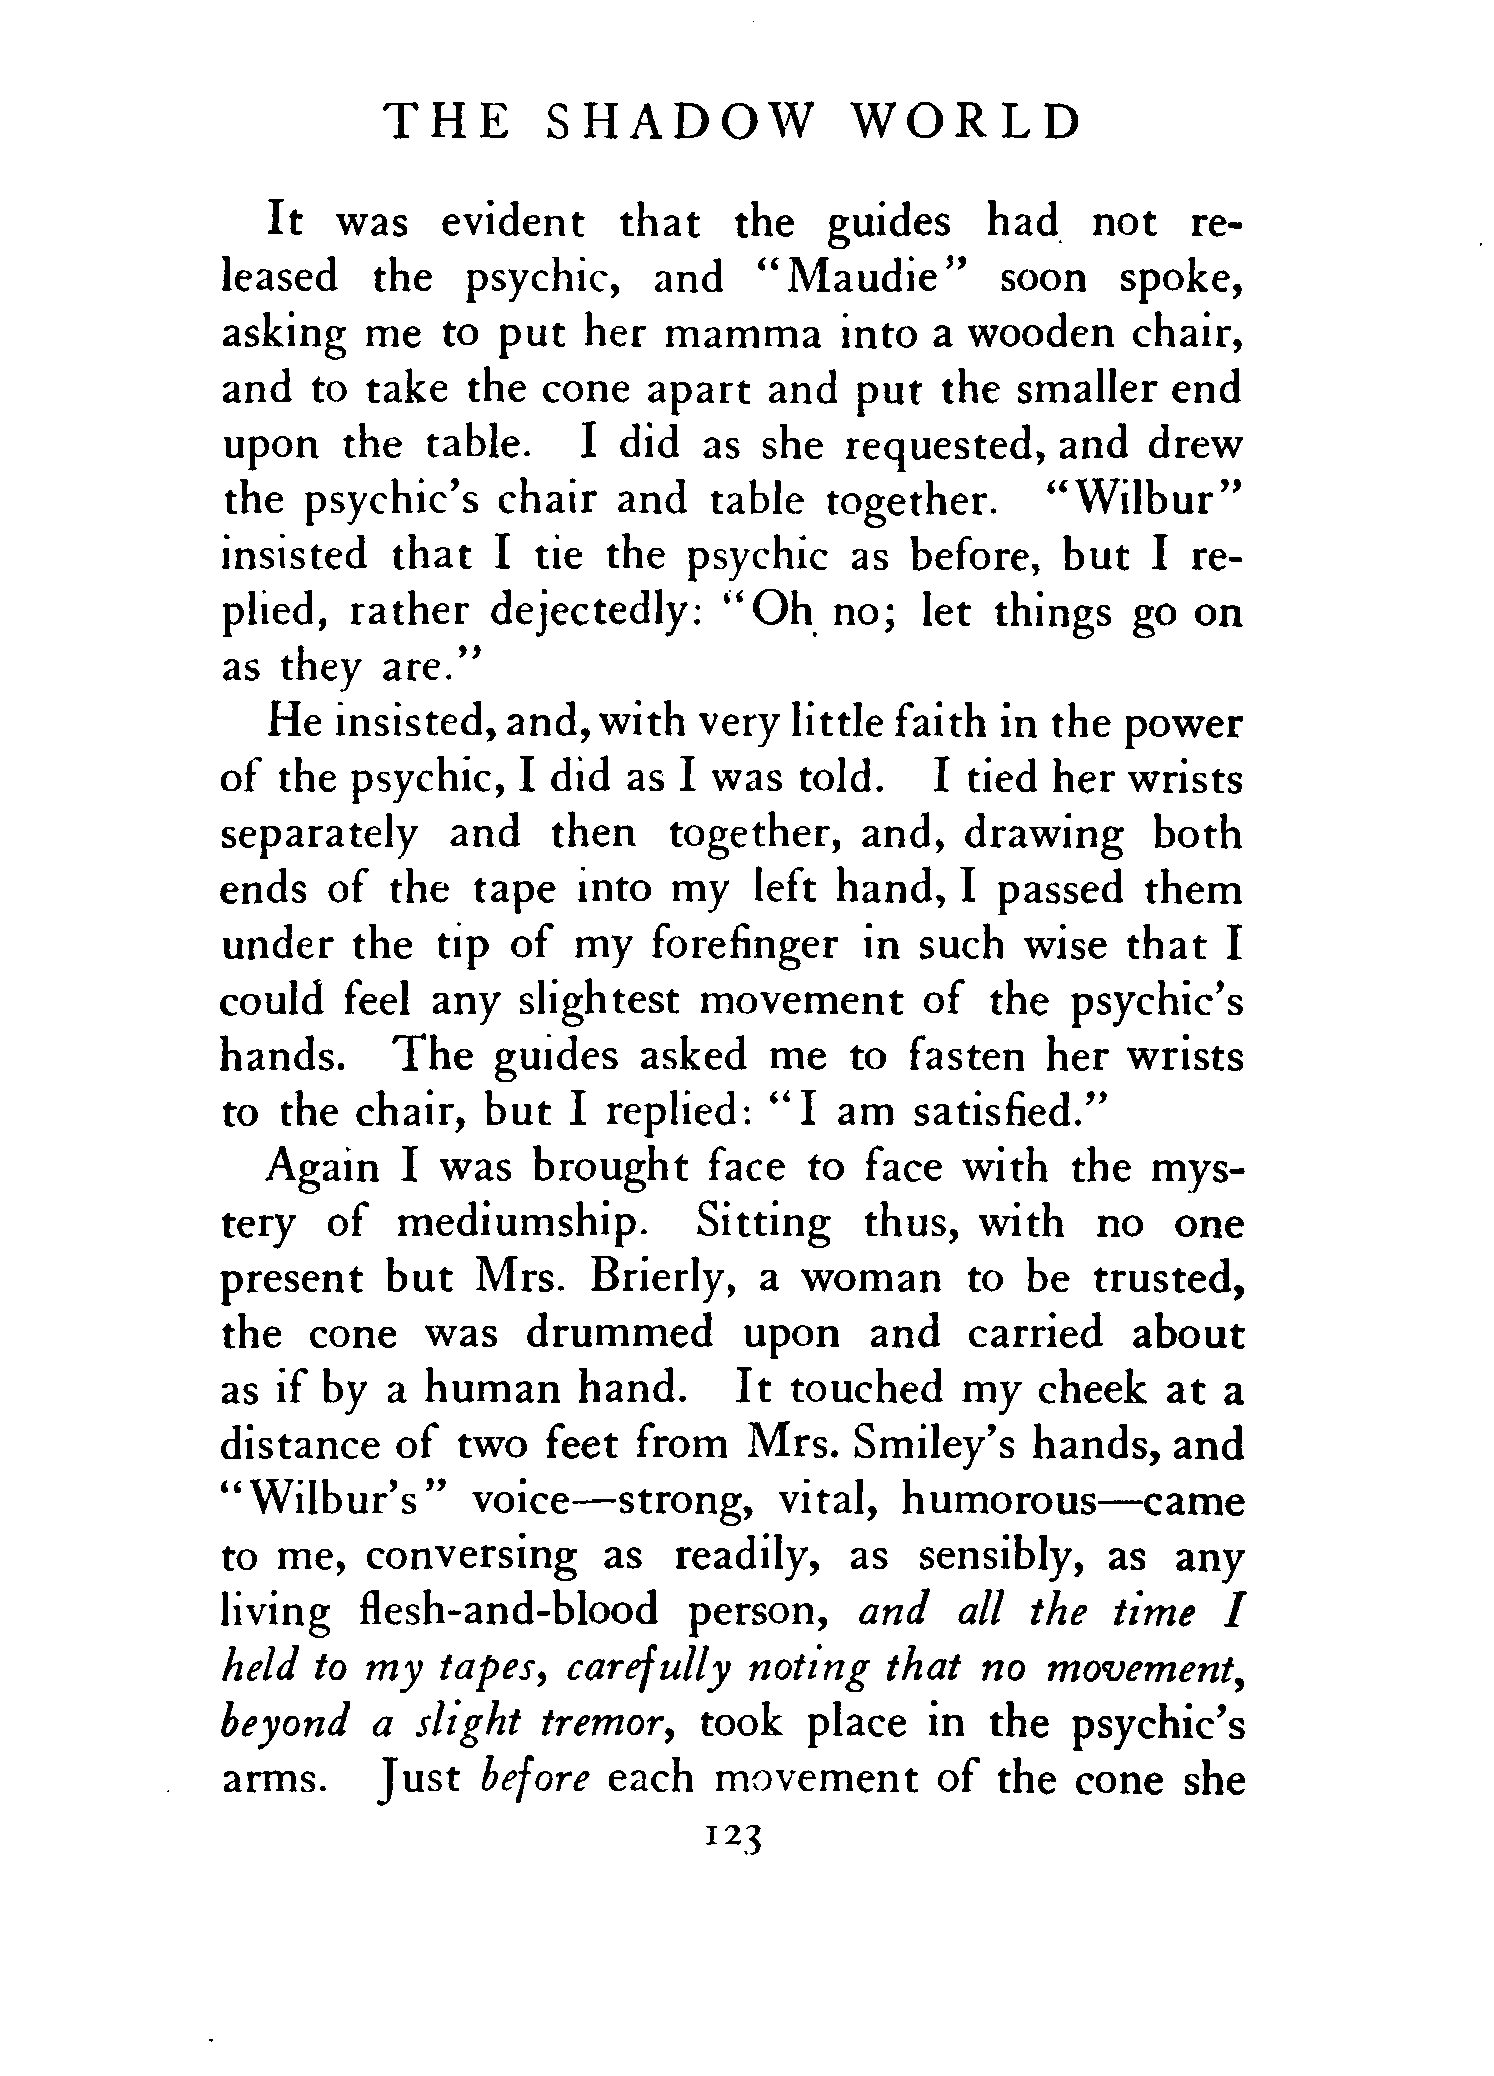 THE SHADOW WORLD
It was evident that the guides had not re-
leased the psychic, and "Maudie" soon spoke,
asking me to put her mamma into a wooden chair,
and to take the cone apart and put the smaller end
upon the table. I did as she requested, and drew
the psychic's chair and table together. "Wilbur"
insisted that I tie the psychic as before, but I re-
plied, rather dejectedly: "Oh no; let things go on
as they are."
He insisted, and, with very little faith in the power
of the psychic, I did as I was told. I tied her wrists
separately and then together, and, drawing both
ends of the tape into my left hand, I passed them
under the tip of my forefinger in such wise that I
could feel any slightest movement of the psychic's
hands. The guides asked me to fasten her wrists
to the chair, but I replied: "I am satisfied."
Again I was brought face to face with the mys-
tery of mediumship. Sitting thus, with no one
present but Mrs. Brierly, a woman to be trusted,
the cone was drummed upon and carried about
as if by a human hand. It touched my cheek at a
distance of two feet from Mrs. Smiley's hands, and
"Wilbur's" voice—strong, vital, humorous—came
to me, conversing as readily, as sensibly, as any
living flesh-and-blood person, and all the time I
held to my tapes, carefully noting that no movement,
beyond a slight tremor, took place in the psychic's
arms. Just before each movement of the cone she
123